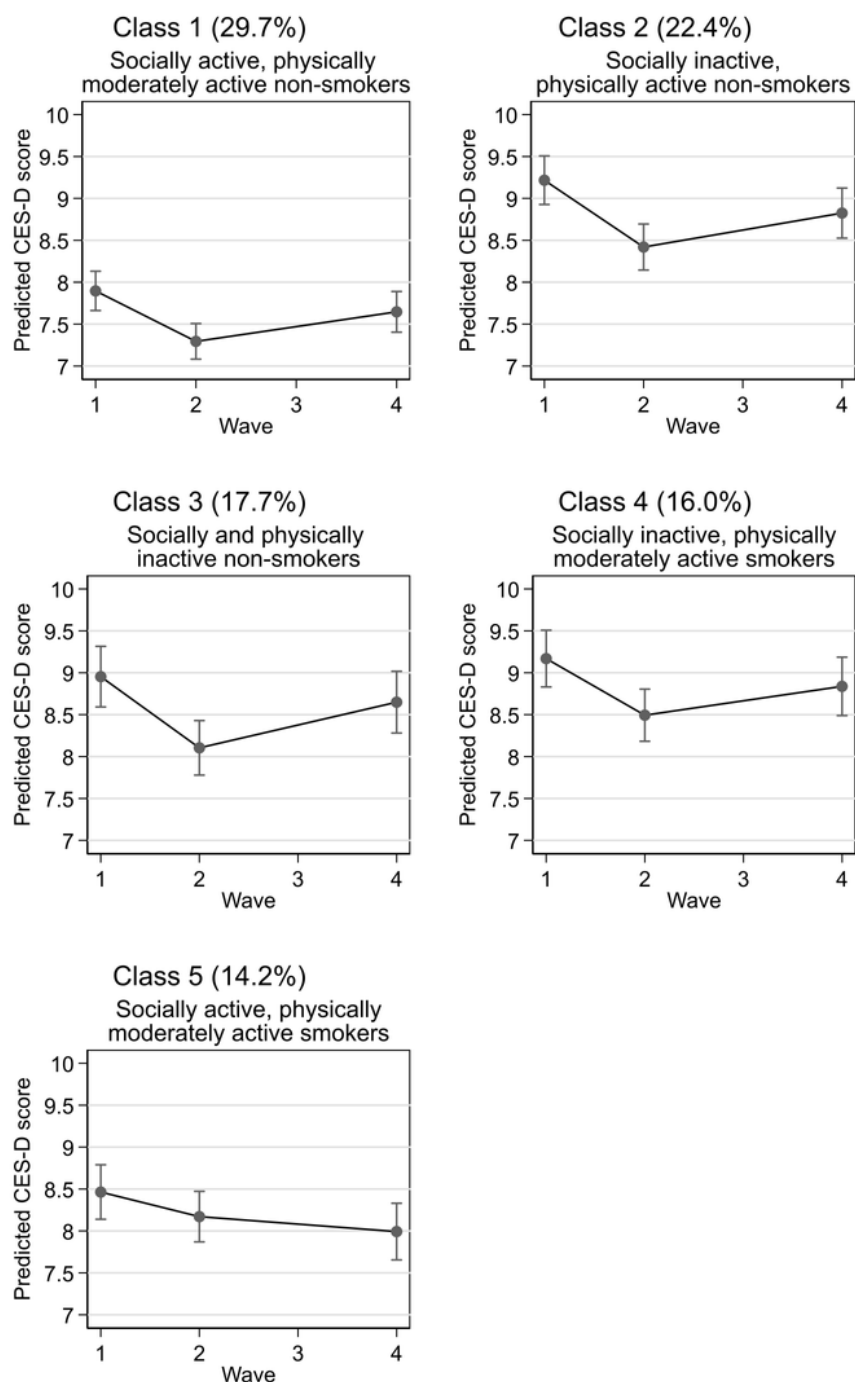 Class 1 (29.7%)
Socially active, physically
moderately active non-smokers
Predicted CES-D score
10
9.5
9
8.5
8
7.5
7
1 2 3 4
Wave
Class 2 (22.4%)
Socially inactive,
physically active non-smokers
Predicted CES-D score
10
9.5
9
8.5
8
7.5
7
1 2 3 4
Wave
Class 3 (17.7%)
Socially and physically
inactive non-smokers
Predicted CES-D score
10
9.5
9
8.5
8
7.5
7
1 2 3 4
Wave
Class 4 (16.0%)
Socially inactive, physically
moderately active smokers
Predicted CES-D score
10
9.5
9
8.5
8
7.5
7
1 2 3 4
Wave
Class 5 (14.2%)
Socially active, physically
moderately active smokers
Predicted CES-D score
10
9.5
9
8.5
8
7.5
7
1 2 3 4
Wave